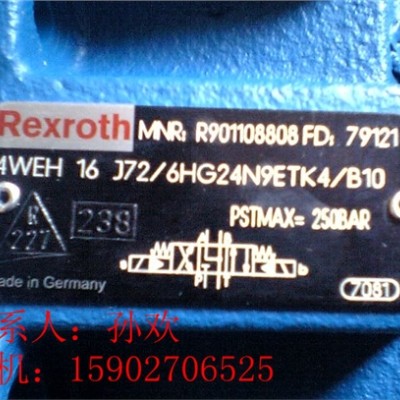 Rexroth MNR: R901108808 FD: 79121
4WEH 16 J72/6HG24N9ETK4/B10
R
227
238
PSTMAX= 250BAR
a A B b
P T
ade in Germany
7081
系人：孙欢
机：15902706525